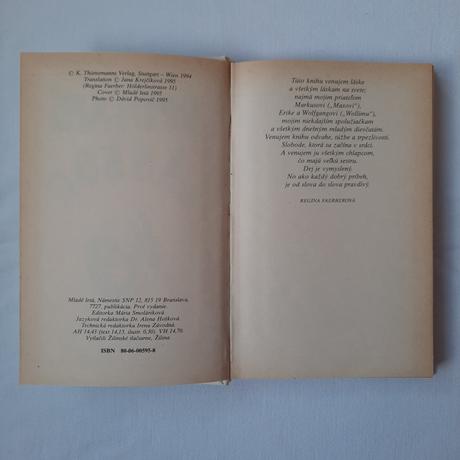 © K. Thienemanns Verlag, Stuttgart – Wien 1994
Translation © Jana Krejčíková 1995
(Regina Faerber: Hölderlinstrasse 11)
Cover © Mladé letá 1995
Photo © Dávid Popovič 1995
Mladé letá, Námestie SNP 12, 815 19 Bratislava,
7727. publikácia. Prvé vydanie.
Editorka Mária Smoláriková
Jazyková redaktorka Dr. Alena Hošková
Technická redaktorka Irena Závodná.
AH 14,45 (text 14,15, ilustr. 0,30), VH 14,70
Vytlačili Žilinské tlačiarne, Žilina
ISBN 80-06-00595-8
Túto knihu venujem láske
a všetkým láskam na svete;
najmä mojim priateľom
Markusovi („Maxovi“),
Erike a Wolfgangovi („Wollimu“),
mojim niekdajším spolužiačkam
a všetkým dnešným mladým dievčatám.
Venujem knihu odvahe, túžbe a trpezlivosti.
Slobode, ktorá sa začína v srdci.
A venujem ju všetkým chlapcom,
čo majú veľkú sestru.
Dej je vymyslený.
No ako každý dobrý príbeh,
je od slova do slova pravdivý.
REGINA FAERBEROVÁ